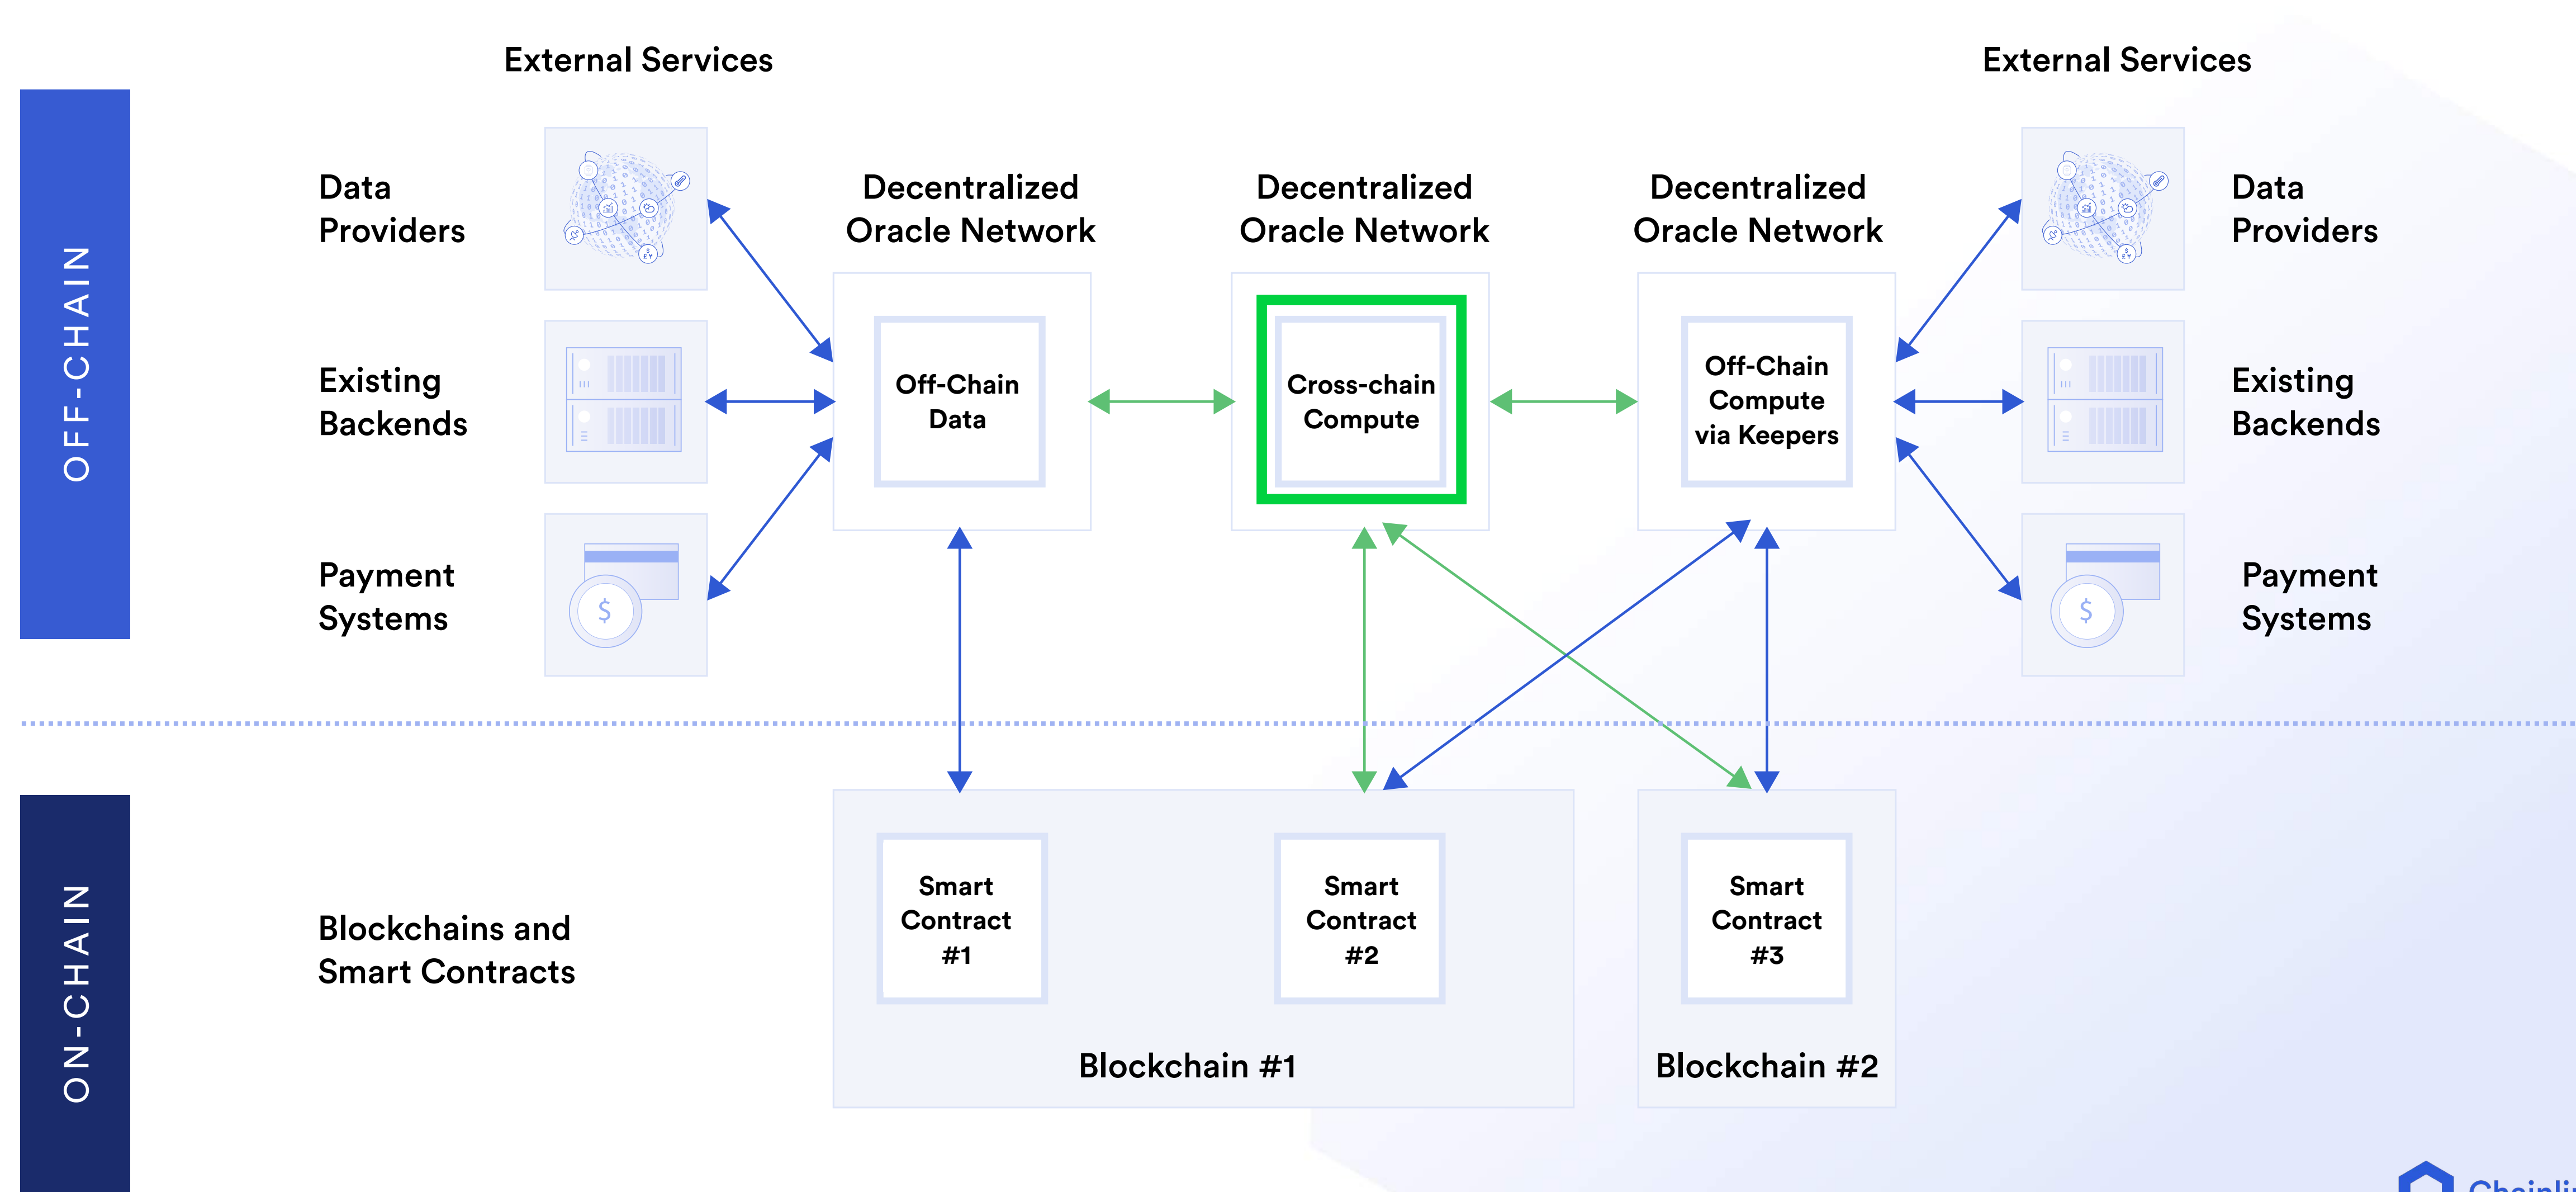 External Services
External Services
OFF-CHAIN
Data
Providers
Existing
Backends
Payment
Systems
Decentralized
Oracle Network
Off-Chain
Data
Decentralized
Oracle Network
Cross-chain
Compute
Decentralized
Oracle Network
Off-Chain
Compute
via Keepers
Data
Providers
Existing
Backends
Payment
Systems
$
$
ON-CHAIN
Blockchains and
Smart Contracts
Smart
Contract
#1
Smart
Contract
#2
Blockchain #1
Smart
Contract
#3
Blockchain #2